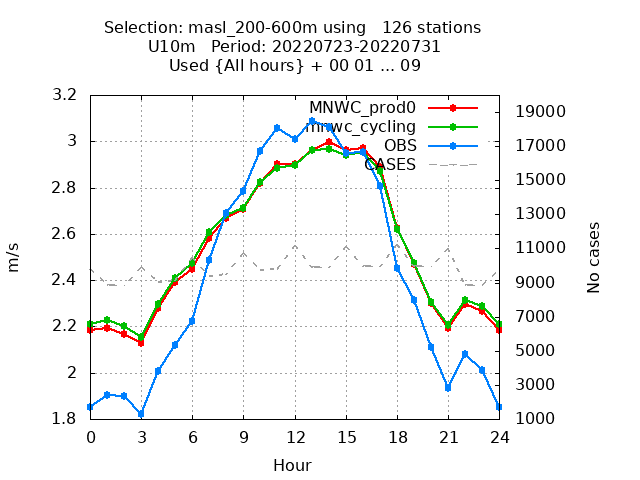 Selection: masl_200-600m using   126 stations
U10m   Period: 20220723-20220731
Used {All hours} + 00 01 ... 09
MNWC_prod0
mnwc_cycling
OBS
CASES
3.2
3
2.8
2.6
2.4
2.2
2
1.8
m/s
19000
17000
15000
13000
11000
9000
7000
5000
3000
1000
No cases
0 3 6 9 12 15 18 21 24
Hour